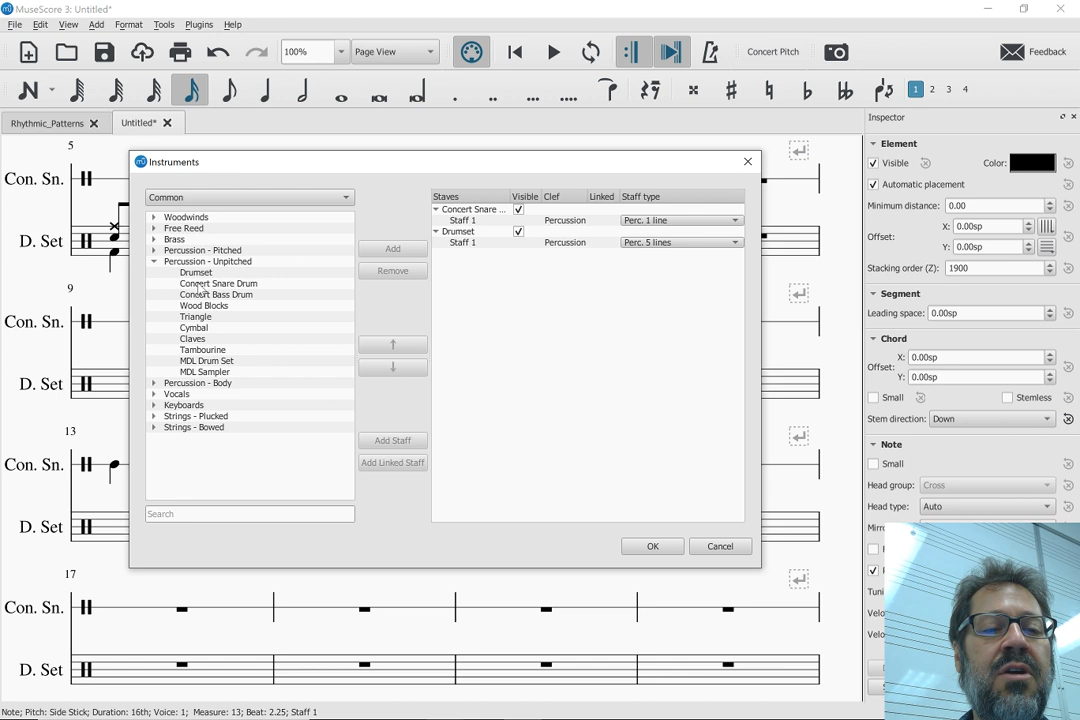 MuseScore 3: Untitled*
File Edit View Add Format Tools Plugins Help
100% Page View Concert Pitch Feedback
1 2 3 4
Rhythmic_Patterns Untitled*
5
Con. Sn.
D. Set
9
Con. Sn.
D. Set
13
Con. Sn.
D. Set
17
Con. Sn.
D. Set
Instruments
Common
Woodwinds
Free Reed
Brass
Percussion - Pitched
Percussion - Unpitched
Drumset
Concert Snare Drum
Concert Bass Drum
Wood Blocks
Triangle
Cymbal
Claves
Tambourine
MDL Drum Set
MDL Sampler
Percussion - Body
Vocals
Keyboards
Strings - Plucked
Strings - Bowed
Search
Add
Remove
Add Staff
Add Linked Staff
Staves Visible Clef Linked Staff type
Concert Snare ...
Staff 1 Percussion Perc. 1 line
Drumset
Staff 1 Percussion Perc. 5 lines
OK Cancel
Inspector
Element
Visible Color:
Automatic placement
Minimum distance: 0.00
Offset: X: 0.00sp
Y: 0.00sp
Stacking order (Z): 1900
Segment
Leading space: 0.00sp
Chord
Offset: X: 0.00sp
Y: 0.00sp
Small Stemless
Stem direction: Down
Note
Small
Head group: Cross
Head type: Auto
Note; Pitch: Side Stick; Duration: 16th; Voice: 1; Measure: 13; Beat: 2.25; Staff 1